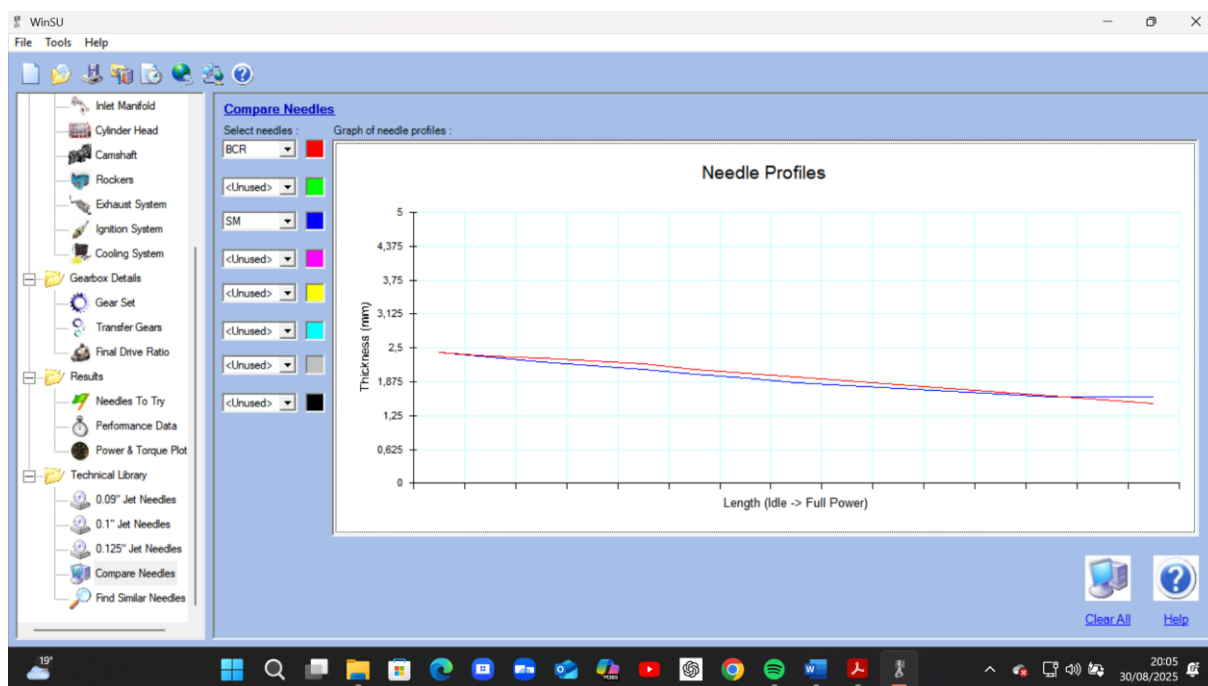 WinSU
File Tools Help
Inlet Manifold
Cylinder Head
Camshaft
Rockers
Exhaust System
Ignition System
Cooling System
Gearbox Details
Gear Set
Transfer Gears
Final Drive Ratio
Results
Needles To Try
Performance Data
Power & Torque Plot
Technical Library
0.09" Jet Needles
0.1" Jet Needles
0.125" Jet Needles
Compare Needles
Find Similar Needles
Compare Needles
Select needles :
BCR
<Unused>
SM
<Unused>
<Unused>
<Unused>
<Unused>
<Unused>
Graph of needle profiles :
Needle Profiles
Thickness (mm)
5
4,375
3,75
3,125
2,5
1,875
1,25
0,625
0
Length (Idle -> Full Power)
Clear All
Help
19°
M365
20:05
30/08/2025